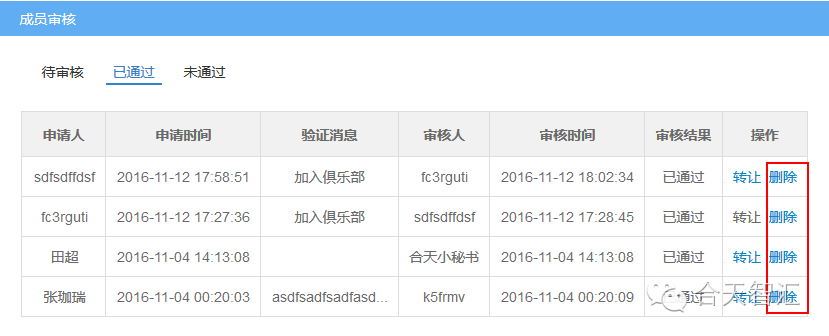 成员审核
待审核 已通过 未通过
申请人 申请时间 验证消息 审核人 审核时间 审核结果 操作
sdfsdffdsf 2016-11-12 17:58:51 加入俱乐部 fc3rguti 2016-11-12 18:02:34 已通过 转让 删除
fc3rguti 2016-11-12 17:27:36 加入俱乐部 sdfsdffdsf 2016-11-12 17:28:45 已通过 转让 删除
田超 2016-11-04 14:13:08 合天小秘书 2016-11-04 14:13:08 已通过 转让 删除
张珈瑞 2016-11-04 00:20:03 asdfsadfsadfasd... k5frmv 2016-11-04 00:20:09 已通过 转让 删除
合天智汇